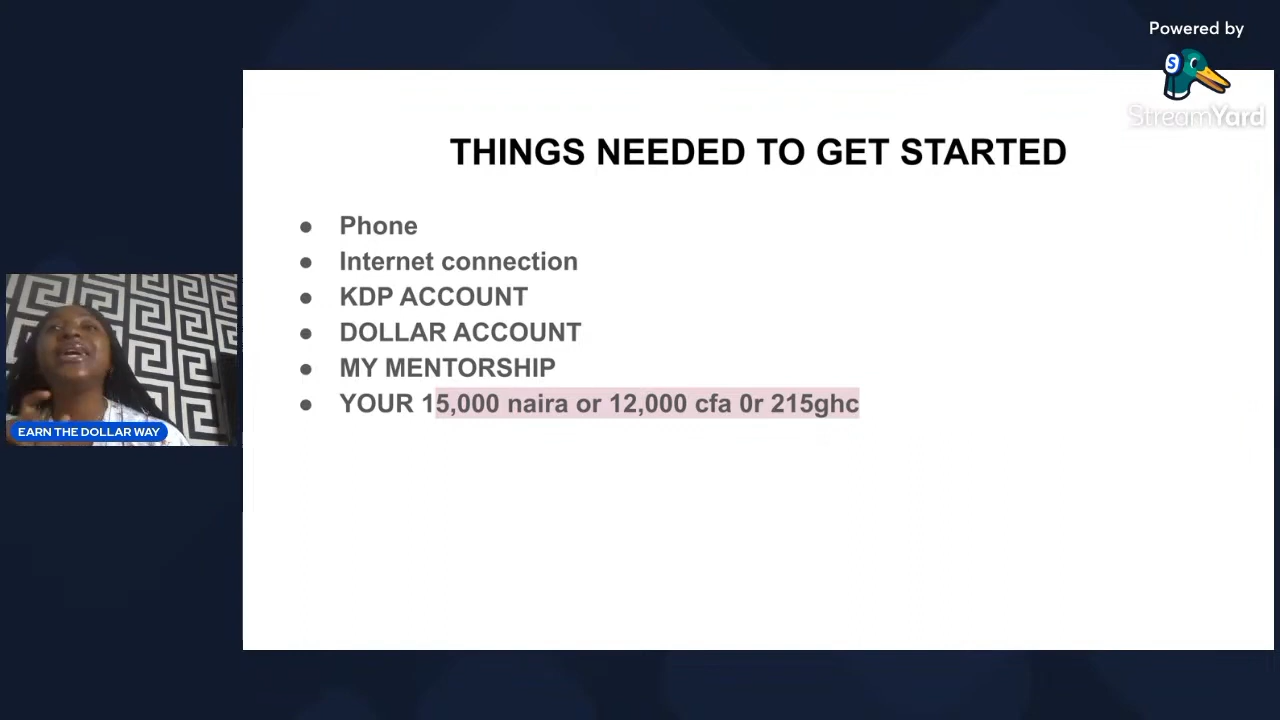 Powered by
StreamYard
THINGS NEEDED TO GET STARTED
● Phone
● Internet connection
● KDP ACCOUNT
● DOLLAR ACCOUNT
● MY MENTORSHIP
● YOUR 15,000 naira or 12,000 cfa 0r 215ghc
EARN THE DOLLAR WAY